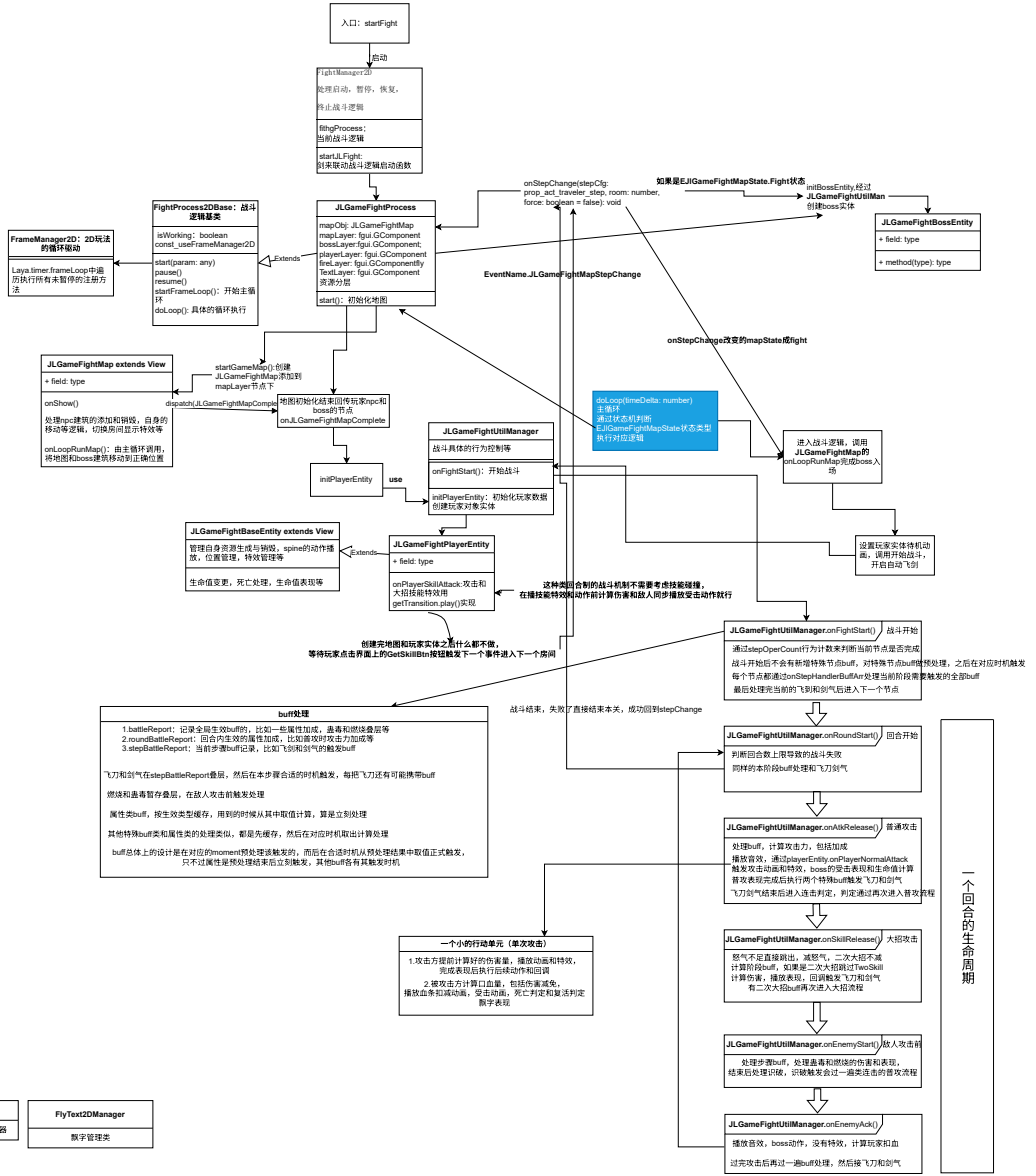 入口：startFight
启动
FightManager2D
处理启动，暂停，恢复，
终止战斗逻辑
fithgProcess：
当前战斗逻辑
startJLFight:
剑来联动战斗逻辑启动函数
FightProcess2DBase：战斗
逻辑基类
isWorking：boolean
const_useFrameManager2D
start(param: any)
pause()
resume()
startFrameLoop()：开始主循
环
doLoop(): 具体的循环执行
FrameManager2D：2D玩法
的循环驱动
Laya.timer.frameLoop中遍
历执行所有未暂停的注册方
法
Extends
JLGameFightProcess
mapObj: JLGameFightMap
mapLayer: fgui.GComponent
bossLayer:fgui.GComponent;
playerLayer: fgui.GComponent
fireLayer: fgui.GComponentfly
TextLayer: fgui.GComponent
资源分层
start()：初始化地图
onStepChange(stepCfg:
prop_act_traveler_step, room: number,
force: boolean = false): void
如果是EJIGameFightMapState.Fight状态
initBossEntity,经过
JLGameFightUtilMan
创建boss实体
JLGameFightBossEntity
+ field: type
+ method(type): type
EventName.JLGameFightMapStepChange
onStepChange改变的mapState成fight
JLGameFightMap extends View
+ field: type
onShow()
处理npc建筑的添加和销毁，自身的
移动等逻辑，切换房间显示特效等
onLoopRunMap()：由主循环调用，
将地图和boss建筑移动到正确位置
startGameMap():创建
JLGameFightMap添加到
mapLayer节点下
dispatch(JLGameFightMapComple
地图初始化结束回传玩家npc和
boss的节点
onJLGameFightMapComplete
initPlayerEntity
use
JLGameFightUtilManager
战斗具体的行为控制等
onFightStart()：开始战斗
initPlayerEntity：初始化玩家数据
创建玩家对象实体
doLoop(timeDelta: number)
主循环
通过状态机判断
EJIGameFightMapState状态类型
执行对应逻辑
进入战斗逻辑，调用
JLGameFightMap的
onLoopRunMap完成boss入
场
设置玩家实体待机动
画，调用开始战斗，
开启自动飞剑
JLGameFightBaseEntity extends View
管理自身资源生成与销毁，spine的动作播
放，位置管理，特效管理等
生命值变更，死亡处理，生命值表现等
Extends
JLGameFightPlayerEntity
+ field: type
onPlayerSkillAttack:攻击和
大招技能特效用
getTransition.play()实现
这种类回合制的战斗机制不需要考虑技能碰撞，
在播技能特效和动作前计算伤害和敌人同步播放受击动作就行
创建完地图和玩家实体之后什么都不做，
等待玩家点击界面上的GetSkillBtn按钮触发下一个事件进入下一个房间
JLGameFightUtilManager.onFightStart() 战斗开始
通过stepOperCount行为计数来判断当前节点是否完成
战斗开始后不会有新增特殊节点buff，对特殊节点buff做预处理，之后在对应时机触发
每个节点都通过onStepHandlerBuffArr处理当前阶段需要触发的全部buff
最后处理完当前的飞到和剑气后进入下一个节点
战斗结束，失败了直接结束本关，成功回到stepChange
buff处理
1.battleReport：记录全局生效buff的，比如一些属性加成，蛊毒和燃烧叠层等
2.roundBattleReport：回合内生效的属性加成，比如普攻时攻击力加成等
3.stepBattleReport：当前步骤buff记录，比如飞剑和剑气的触发buff
飞刀和剑气在stepBattleReport叠层，然后在本步骤合适的时机触发，每把飞刀还有可能携带buff
燃烧和蛊毒暂存叠层，在敌人攻击前触发处理
属性类buff，按生效类型缓存，用到的时候从其中取值计算，算是立刻处理
其他特殊buff类和属性类的处理类似，都是先缓存，然后在对应时机取出计算处理
buff总体上的设计是在对应的moment预处理该触发的，而后在合适时机从预处理结果中取值正式触发，
只不过属性是预处理结束后立刻触发，其他buff各有其触发时机
JLGameFightUtilManager.onRoundStart() 回合开始
判断回合数上限导致的战斗失败
同样的本阶段buff处理和飞刀剑气
JLGameFightUtilManager.onAtkRelease() 普通攻击
处理buff，计算攻击力，包括加成
播放音效，通过playerEntity.onPlayerNormalAttack
触发攻击动画和特效，boss的受击表现和生命值计算
普攻表现完成后执行两个特殊buff触发飞刀和剑气
飞刀剑气结束后进入连击判定，判定通过再次进入普攻流程
一个小的行动单元（单次攻击）
1.攻击方提前计算好的伤害量，播放动画和特效，
完成表现后执行后续动作和回调
2.被攻击方计算口血量，包括伤害减免，
播放血条扣减动画，受击动画，死亡判定和复活判定
飘字表现
JLGameFightUtilManager.onSkillRelease() 大招攻击
怒气不足直接跳出，减怒气，二次大招不减
计算阶段buff，如果是二次大招跳过TwoSkill
计算伤害，播放表现，回调触发飞刀和剑气
有二次大招buff再次进入大招流程
JLGameFightUtilManager.onEnemyStart() 敌人攻击前
处理步骤buff，处理蛊毒和燃烧的伤害和表现，
结束后处理识破，识破触发会过一遍类连击的普攻流程
JLGameFightUtilManager.onEnemyAck()
播放音效，boss动作，没有特效，计算玩家扣血
过完攻击后再过一遍buff处理，然后接飞刀和剑气
一个回合的生命周期
器
FlyText2DManager
飘字管理类